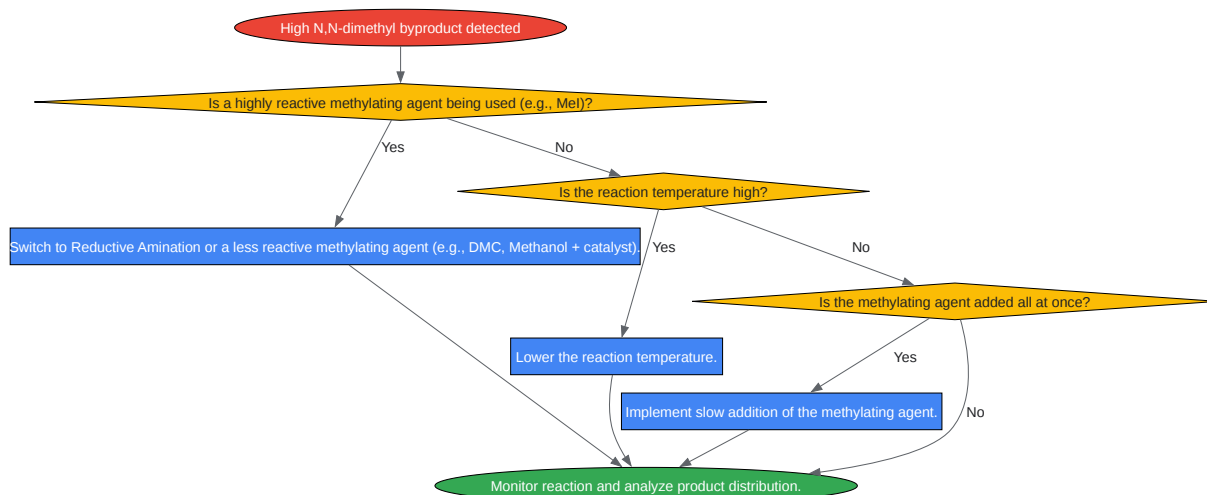 High N,N-dimethyl byproduct detected
Is a highly reactive methylating agent being used (e.g., MeI)?
Yes
No
Is the reaction temperature high?
Switch to Reductive Amination or a less reactive methylating agent (e.g., DMC, Methanol + catalyst).
Yes
No
Is the methylating agent added all at once?
Lower the reaction temperature.
Yes
Implement slow addition of the methylating agent.
No
Monitor reaction and analyze product distribution.